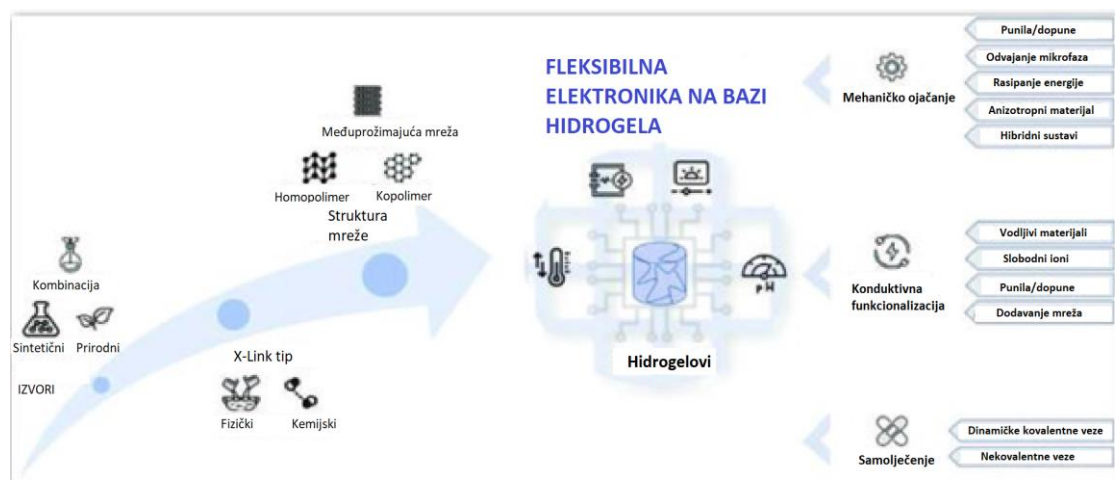 FLEKSIBILNA
ELEKTRONIKA NA BAZI
HIDROGELA
Međuprožimajuća mreža
Homopolimer
Kopolimer
Struktura
mreže
Kombinacija
Sintetični
Prirodni
IZVORI
X-Link tip
Fizički
Kemijski
pH
Hidrogelovi
Mehaničko ojačanje
Punila/dopune
Odvajanje mikrofaza
Rasipanje energije
Anizotropni materijal
Hibridni sustavi
Konduktivna
funkcionalizacija
Vodljivi materijali
Slobodni ioni
Punila/dopune
Dodavanje mreža
Samolječenje
Dinamičke kovalentne veze
Nekovalentne veze